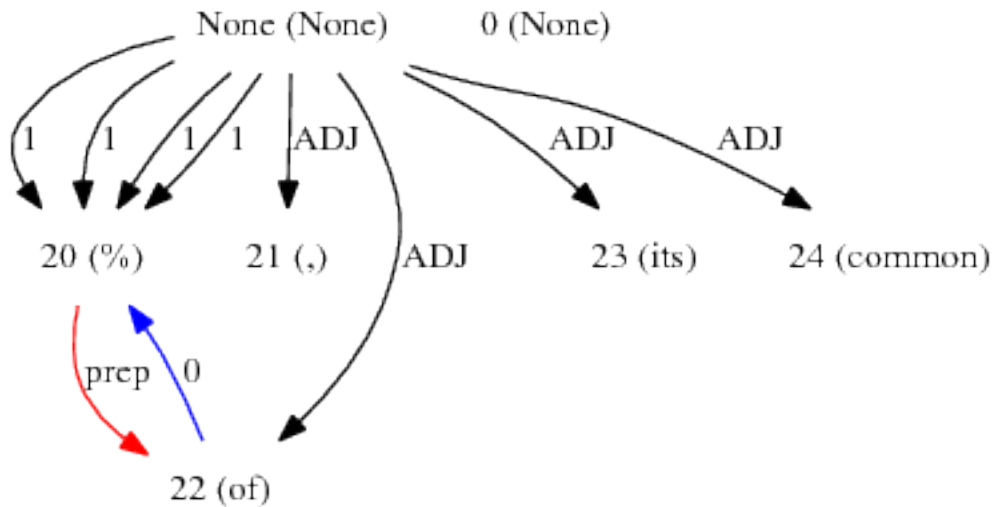 None (None) 0 (None)
1 1 1 1 ADJ ADJ ADJ
20 (%) 21 (,) ADJ 23 (its) 24 (common)
prep 0
22 (of)